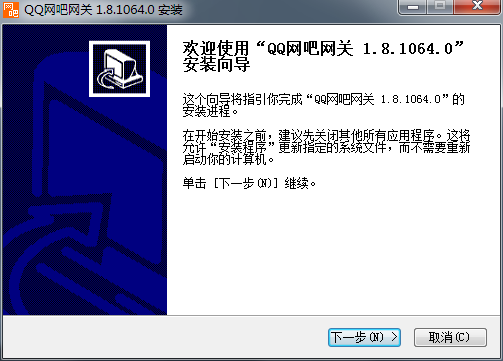 QQ网吧网关 1.8.1064.0 安装
欢迎使用“QQ网吧网关 1.8.1064.0”
安装向导
这个向导将指引你完成“QQ网吧网关 1.8.1064.0”的
安装进程。
在开始安装之前，建议先关闭其他所有应用程序。这将
允许“安装程序”更新指定的系统文件，而不需要重新
启动你的计算机。
单击 [下一步(N)] 继续。
下一步(N) >
取消(C)